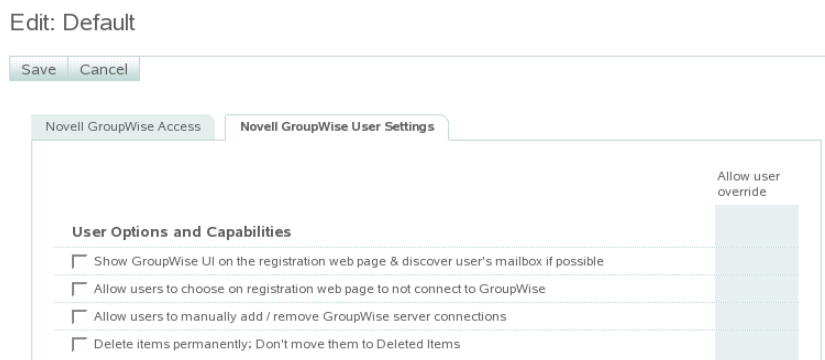 Edit: Default
Save Cancel
Novell GroupWise Access Novell GroupWise User Settings
Allow user
override
User Options and Capabilities
Show GroupWise UI on the registration web page & discover user's mailbox if possible
Allow users to choose on registration web page to not connect to GroupWise
Allow users to manually add / remove GroupWise server connections
Delete items permanently; Don't move them to Deleted Items